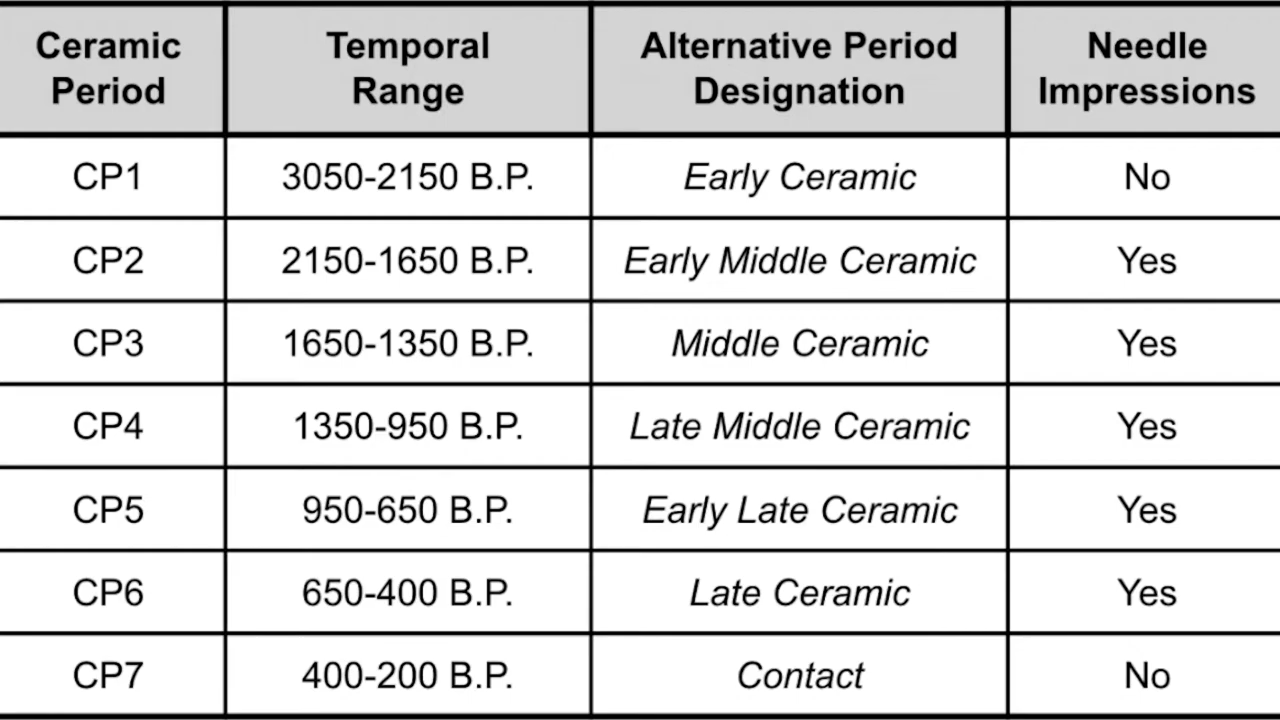 Ceramic Period | Temporal Range | Alternative Period Designation | Needle Impressions
CP1 | 3050-2150 B.P. | Early Ceramic | No
CP2 | 2150-1650 B.P. | Early Middle Ceramic | Yes
CP3 | 1650-1350 B.P. | Middle Ceramic | Yes
CP4 | 1350-950 B.P. | Late Middle Ceramic | Yes
CP5 | 950-650 B.P. | Early Late Ceramic | Yes
CP6 | 650-400 B.P. | Late Ceramic | Yes
CP7 | 400-200 B.P. | Contact | No